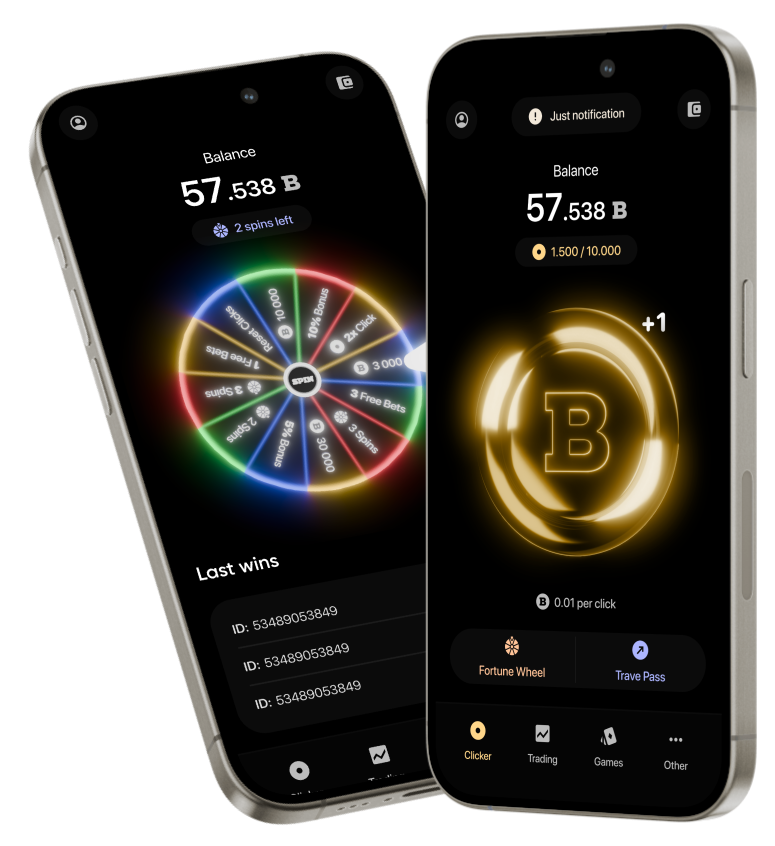 Balance
57.538 B
2 spins left
10 000
10% Bonus
2x Click
3 000
3 Free Bets
3 Spins
30 000
5% Bonus
2 Spins
3 Spins
1 Free Bets
Reset Clicks
SPIN
Last wins
ID: 53489053849
ID: 53489053849
ID: 53489053849
Just notification
Balance
57.538 B
1.500 / 10.000
+1
B
B 0.01 per click
Fortune Wheel
Trave Pass
Clicker
Trading
Games
Other